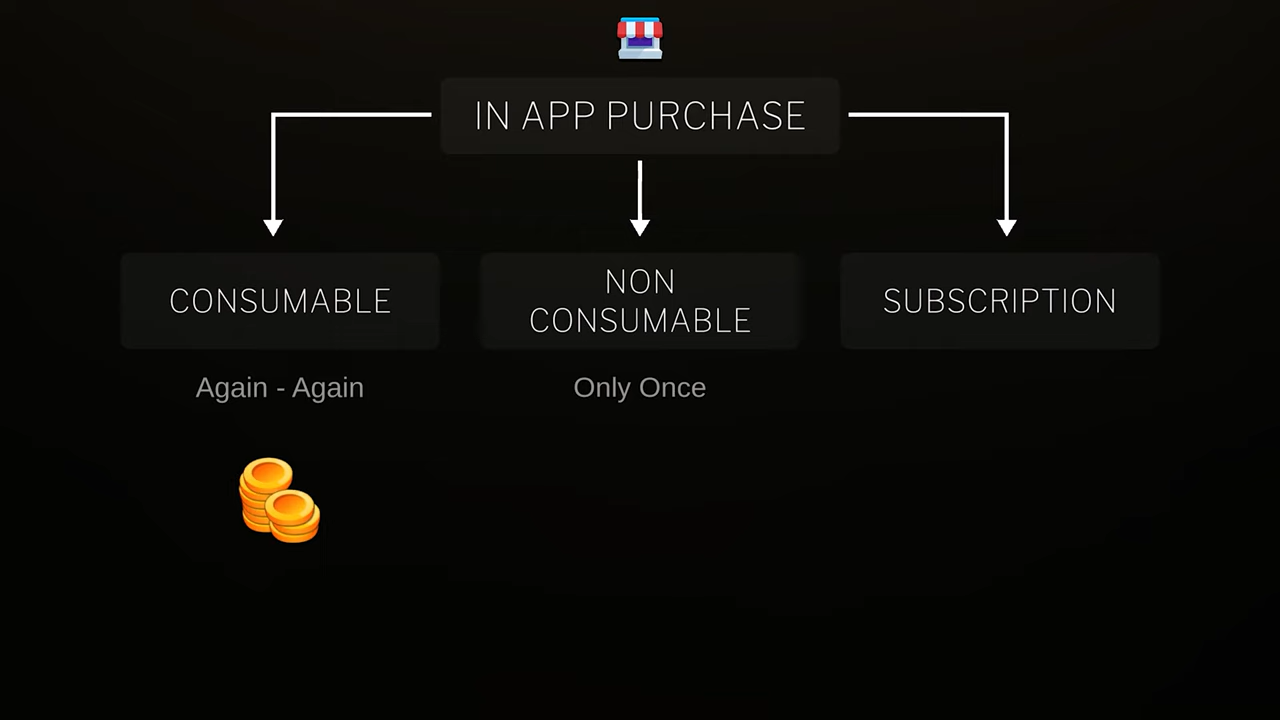 IN APP PURCHASE
CONSUMABLE
NON
CONSUMABLE
SUBSCRIPTION
Again - Again
Only Once